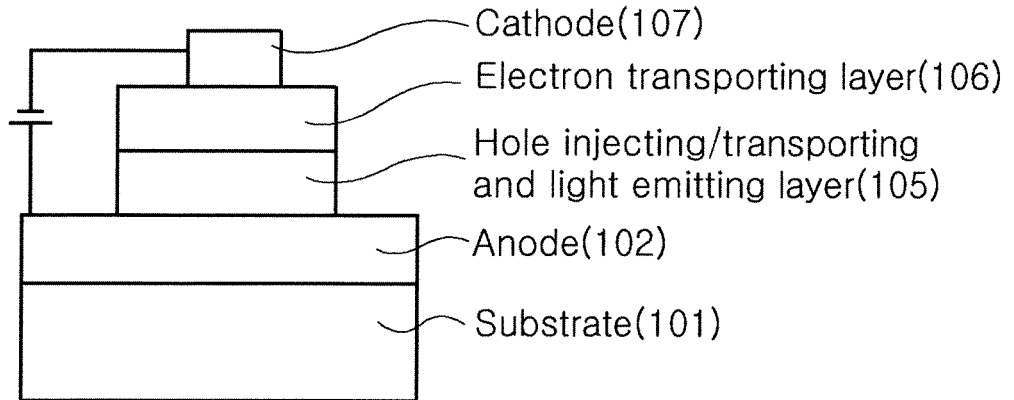 Cathode(107)
Electron transporting layer(106)
Hole injecting/transporting
and light emitting layer(105)
Anode(102)
Substrate(101)